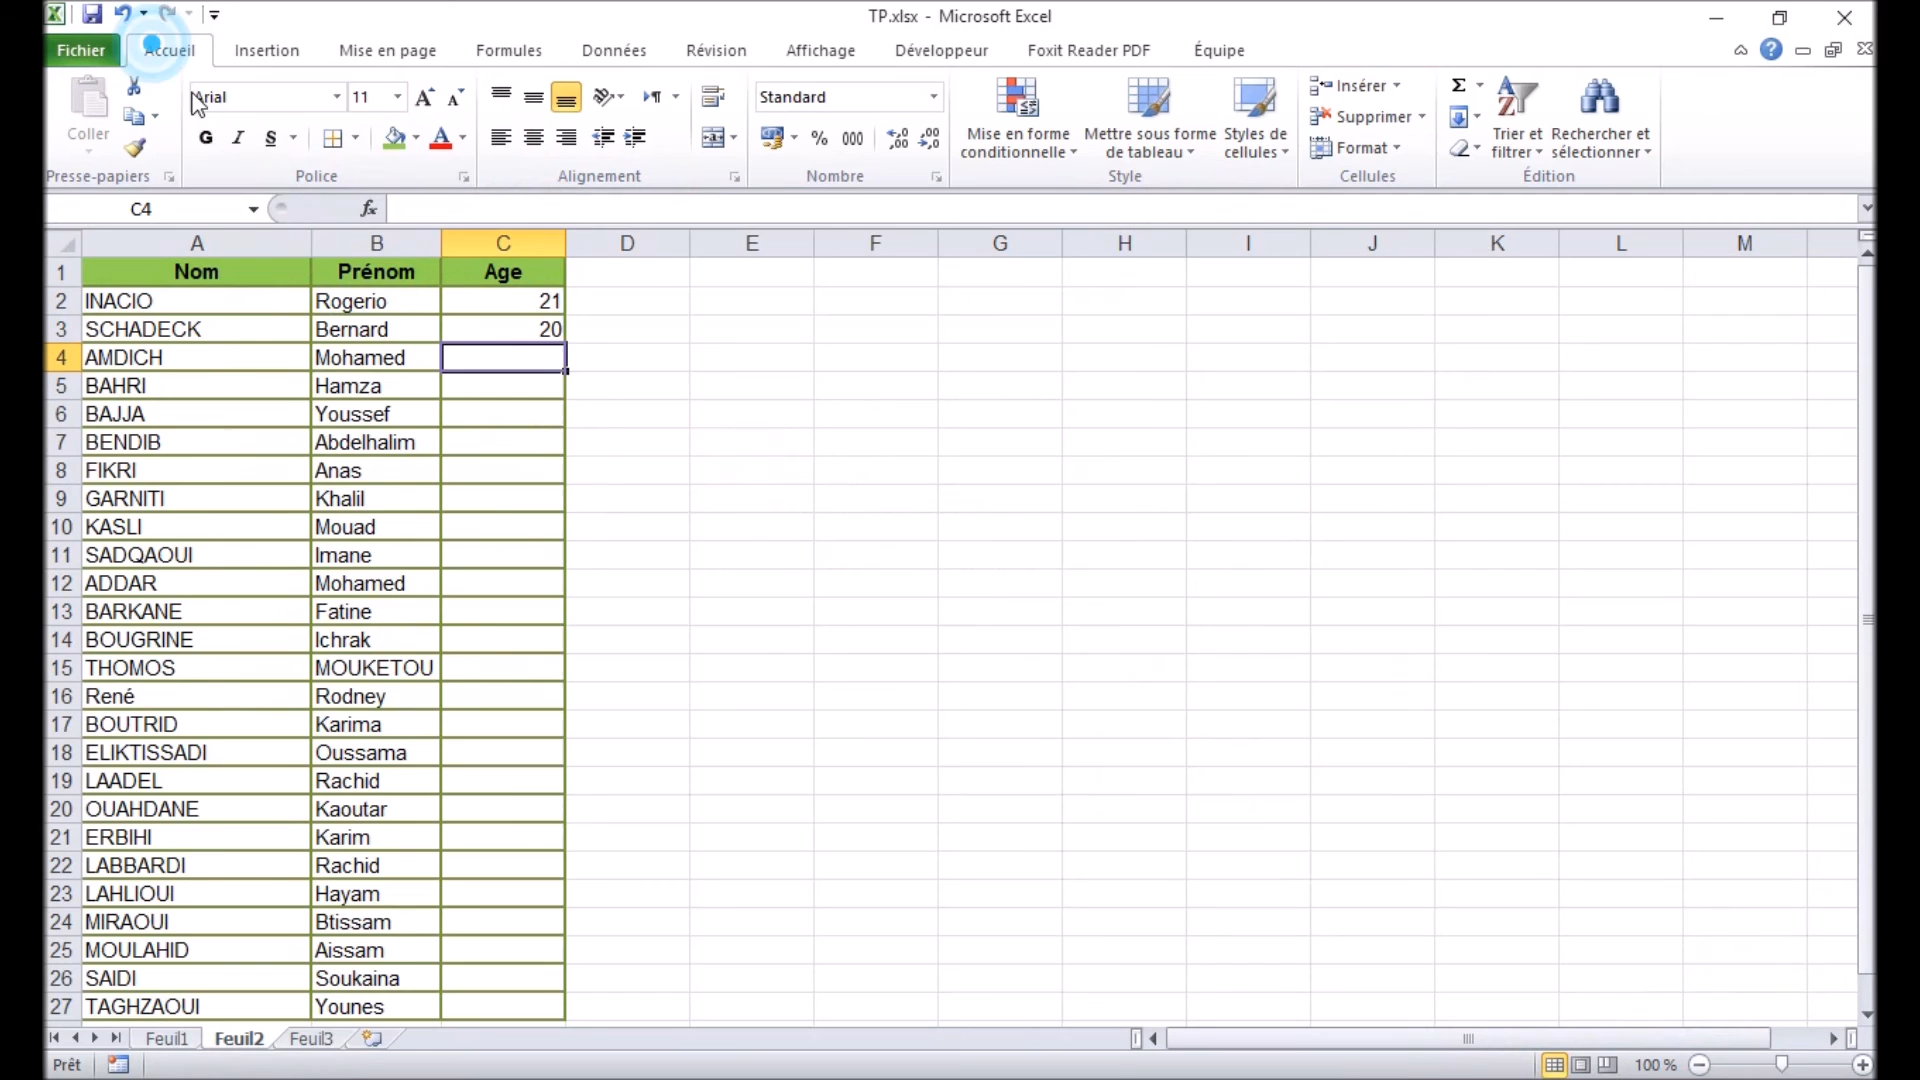 TP.xlsx - Microsoft Excel
Fichier Accueil Insertion Mise en page Formules Données Révision Affichage Développeur Foxit Reader PDF Équipe
Coller Arial 11 Standard Mise en forme conditionnelle Mettre sous forme de tableau Styles de cellules Insérer Supprimer Format Trier et filtrer Rechercher et sélectionner
G I S % 000
Presse-papiers Police Alignement Nombre Style Cellules Édition
C4 fx
A B C D E F G H I J K L M
1 Nom Prénom Age
2 INACIO Rogerio 21
3 SCHADECK Bernard 20
4 AMDICH Mohamed
5 BAHRI Hamza
6 BAJJA Youssef
7 BENDIB Abdelhalim
8 FIKRI Anas
9 GARNITI Khalil
10 KASLI Mouad
11 SADQAOUI Imane
12 ADDAR Mohamed
13 BARKANE Fatine
14 BOUGRINE Ichrak
15 THOMOS MOUKETOU
16 René Rodney
17 BOUTRID Karima
18 ELIKTISSADI Oussama
19 LAADEL Rachid
20 OUAHDANE Kaoutar
21 ERBIHI Karim
22 LABBARDI Rachid
23 LAHLIOUI Hayam
24 MIRAOUI Btissam
25 MOULAHID Aissam
26 SAIDI Soukaina
27 TAGHZAOUI Younes
Feuil1 Feuil2 Feuil3
Prêt 100 %